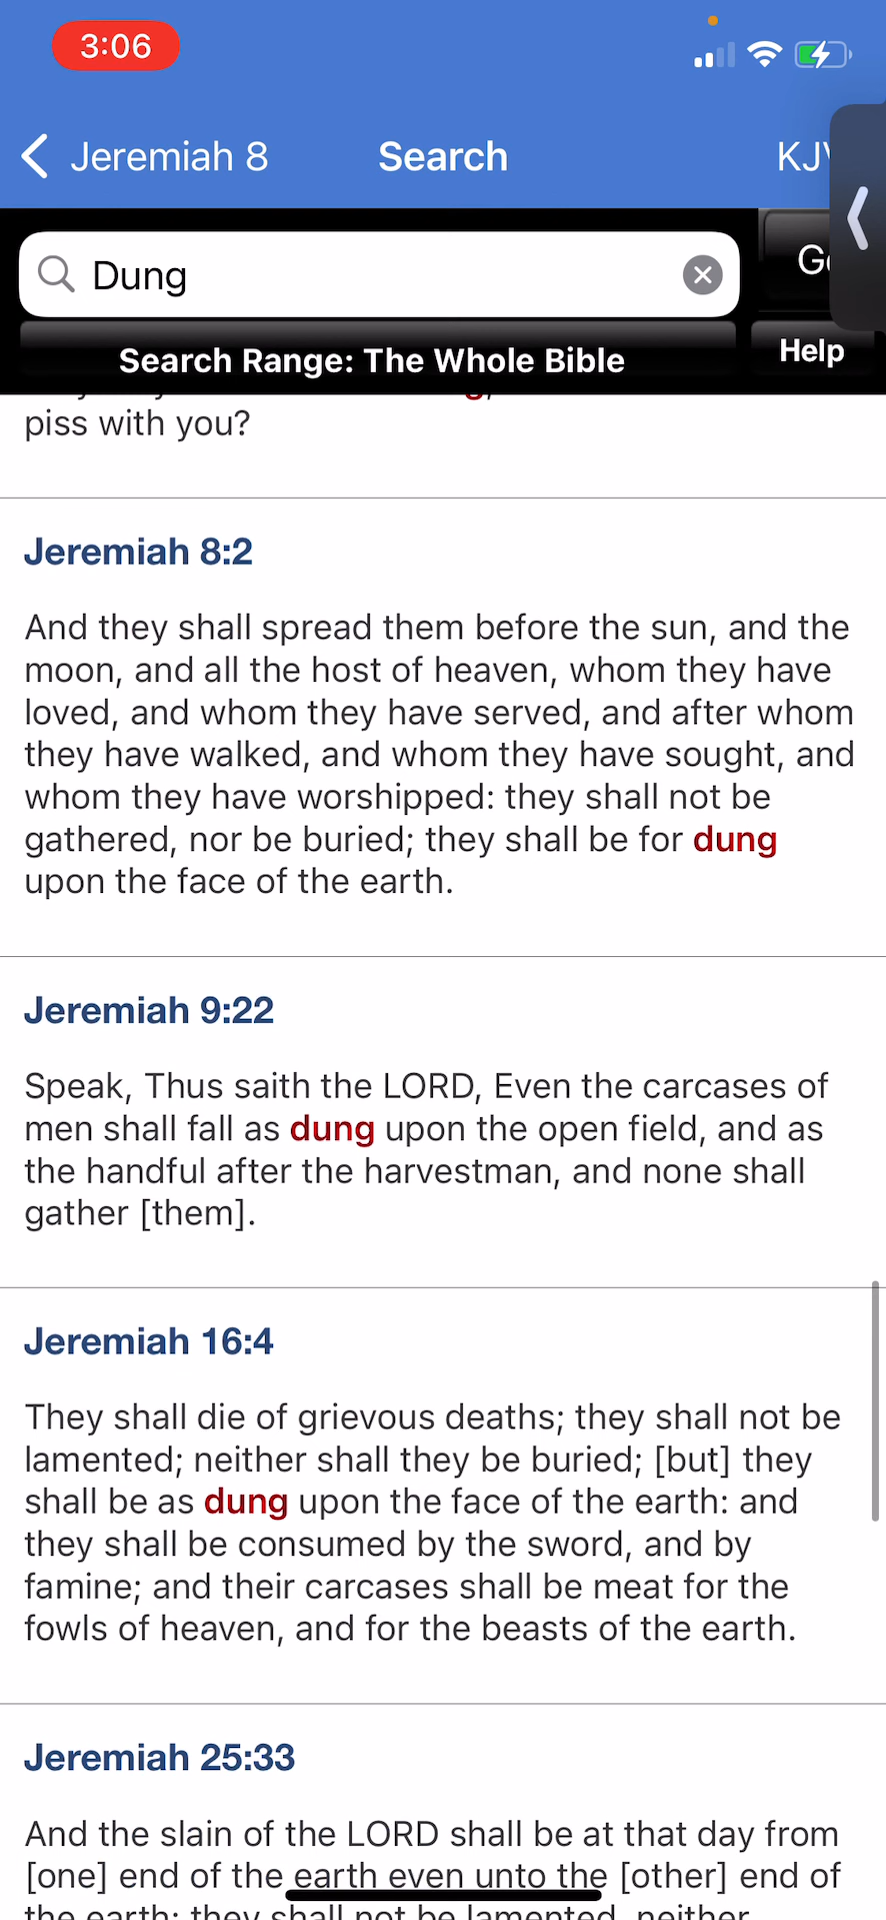 3:06
Jeremiah 8
Search
KJ
Dung
G
Search Range: The Whole Bible
Help
piss with you?
Jeremiah 8:2
And they shall spread them before the sun, and the
moon, and all the host of heaven, whom they have
loved, and whom they have served, and after whom
they have walked, and whom they have sought, and
whom they have worshipped: they shall not be
gathered, nor be buried; they shall be for dung
upon the face of the earth.
Jeremiah 9:22
Speak, Thus saith the LORD, Even the carcases of
men shall fall as dung upon the open field, and as
the handful after the harvestman, and none shall
gather [them].
Jeremiah 16:4
They shall die of grievous deaths; they shall not be
lamented; neither shall they be buried; [but] they
shall be as dung upon the face of the earth: and
they shall be consumed by the sword, and by
famine; and their carcases shall be meat for the
fowls of heaven, and for the beasts of the earth.
Jeremiah 25:33
And the slain of the LORD shall be at that day from
[one] end of the earth even unto the [other] end of
the earth: they shall not be lamented, neither